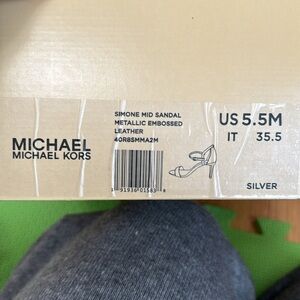 SIMONE MID SANDAL
METALLIC EMBOSSED
LEATHER
40R8SMMA2M
MICHAEL
MICHAEL KORS
US 5.5M
IT 35.5
SILVER